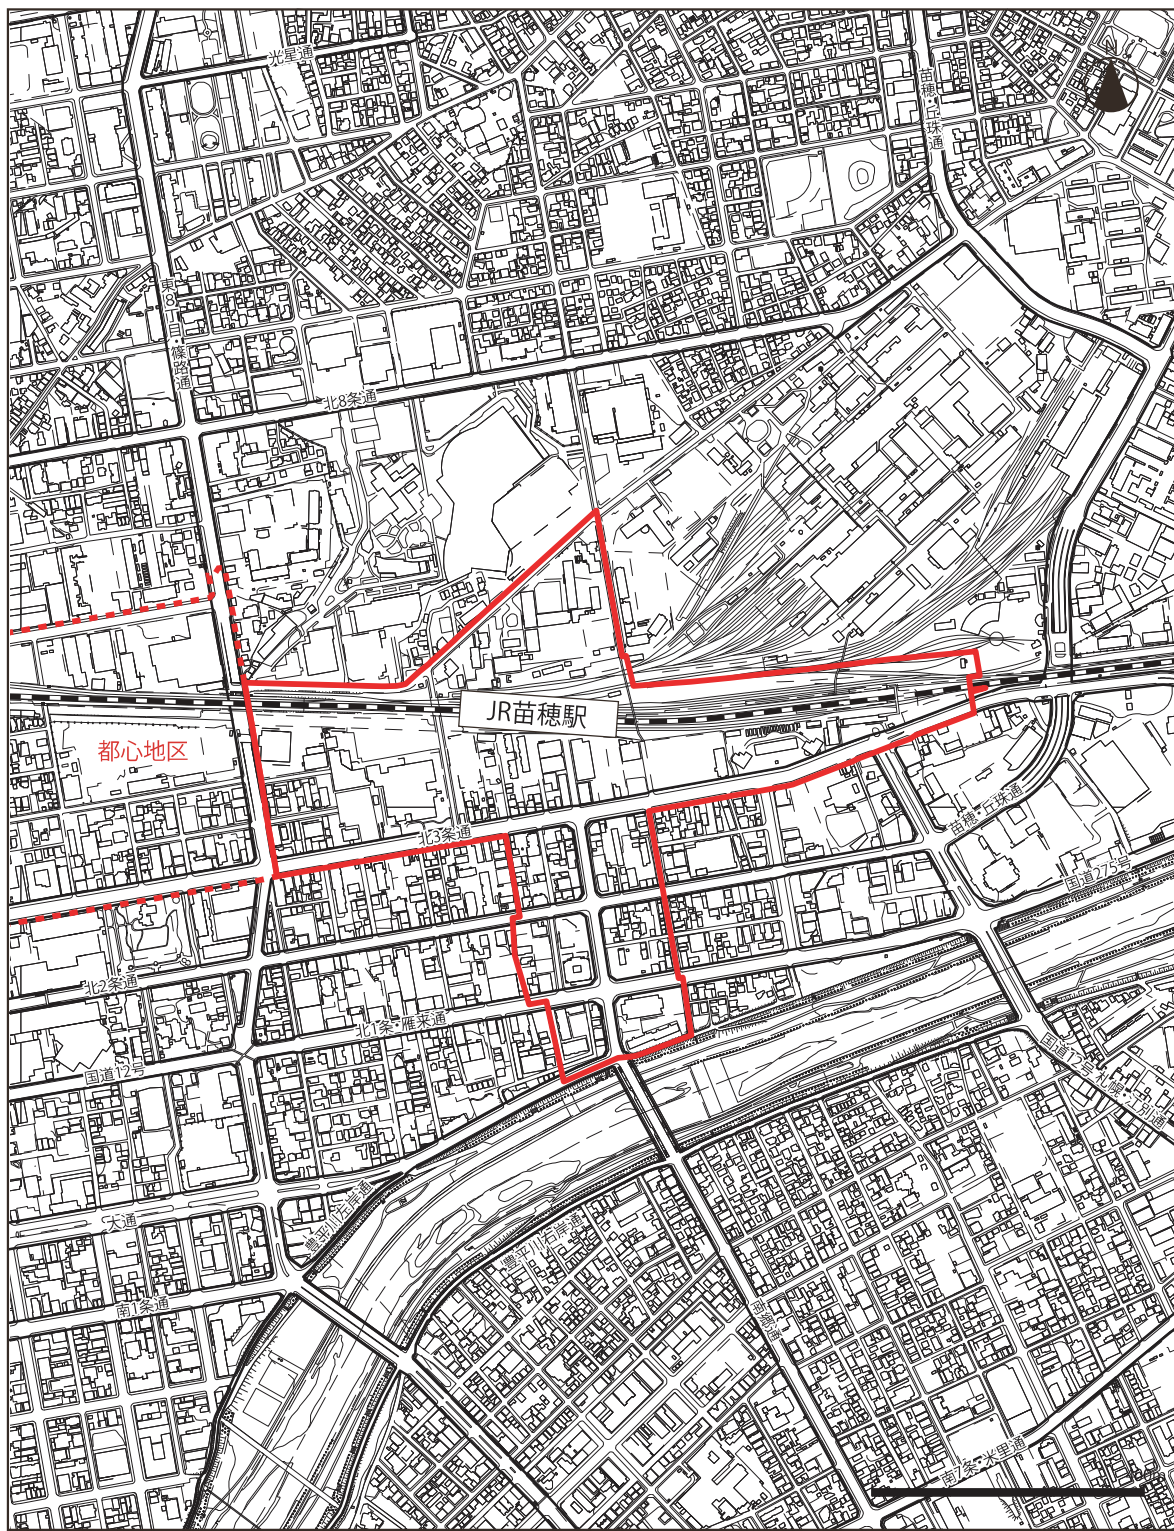 光星通
苗穂・丘珠通
N
東8丁目・篠路通
北8条通
JR苗穂駅
都心地区
北3条通
苗穂・丘珠通
国道275号
北2条通
北1条・雁来通
国道12号
国道12号
豊平川左岸通
豊平川右岸通
大通
南1条通
南郷通
南7条・米里通